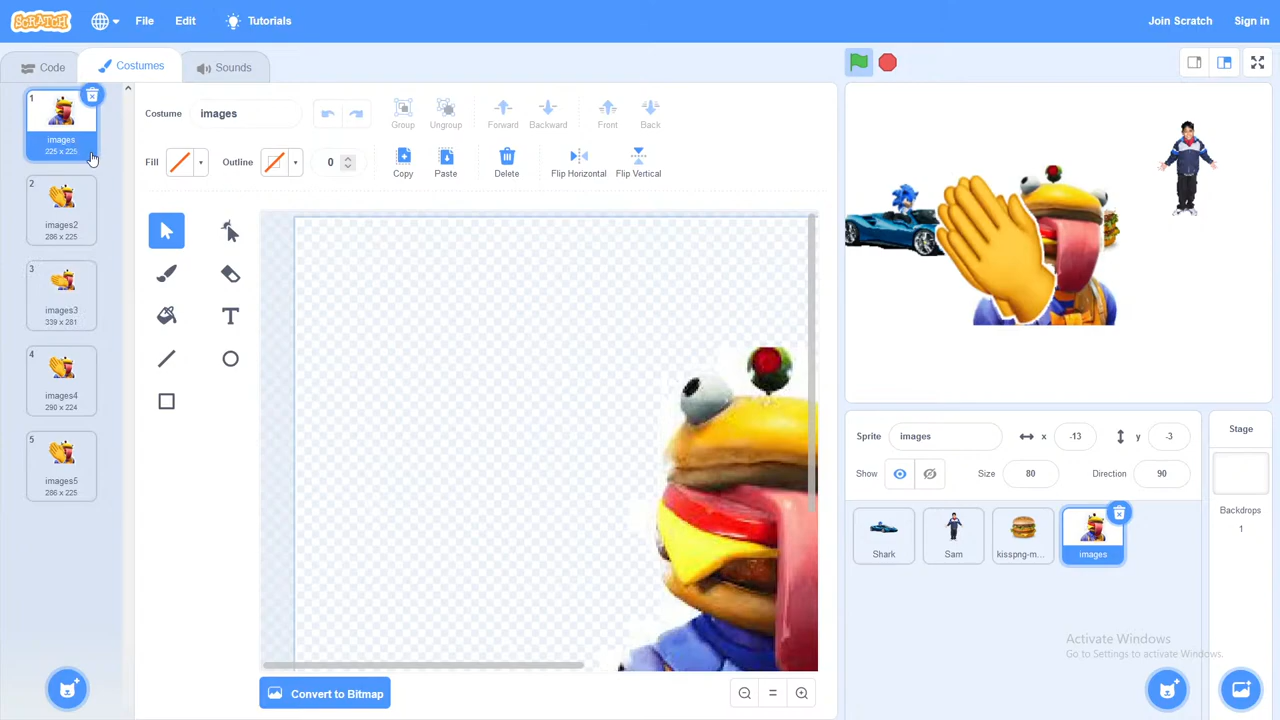 SCRATCH File Edit Tutorials Join Scratch Sign in
Code Costumes Sounds
1
images
225 x 225
2
images2
286 x 225
3
images3
339 x 281
4
images4
290 x 224
5
images5
286 x 225
Costume images Group Ungroup Forward Backward Front Back
Fill Outline 0 Copy Paste Delete Flip Horizontal Flip Vertical
T
Convert to Bitmap
Sprite images x -13 y -3
Show Size 80 Direction 90
Shark Sam kisspng-m... images
Stage
Backdrops
1
Activate Windows
Go to Settings to activate Windows.